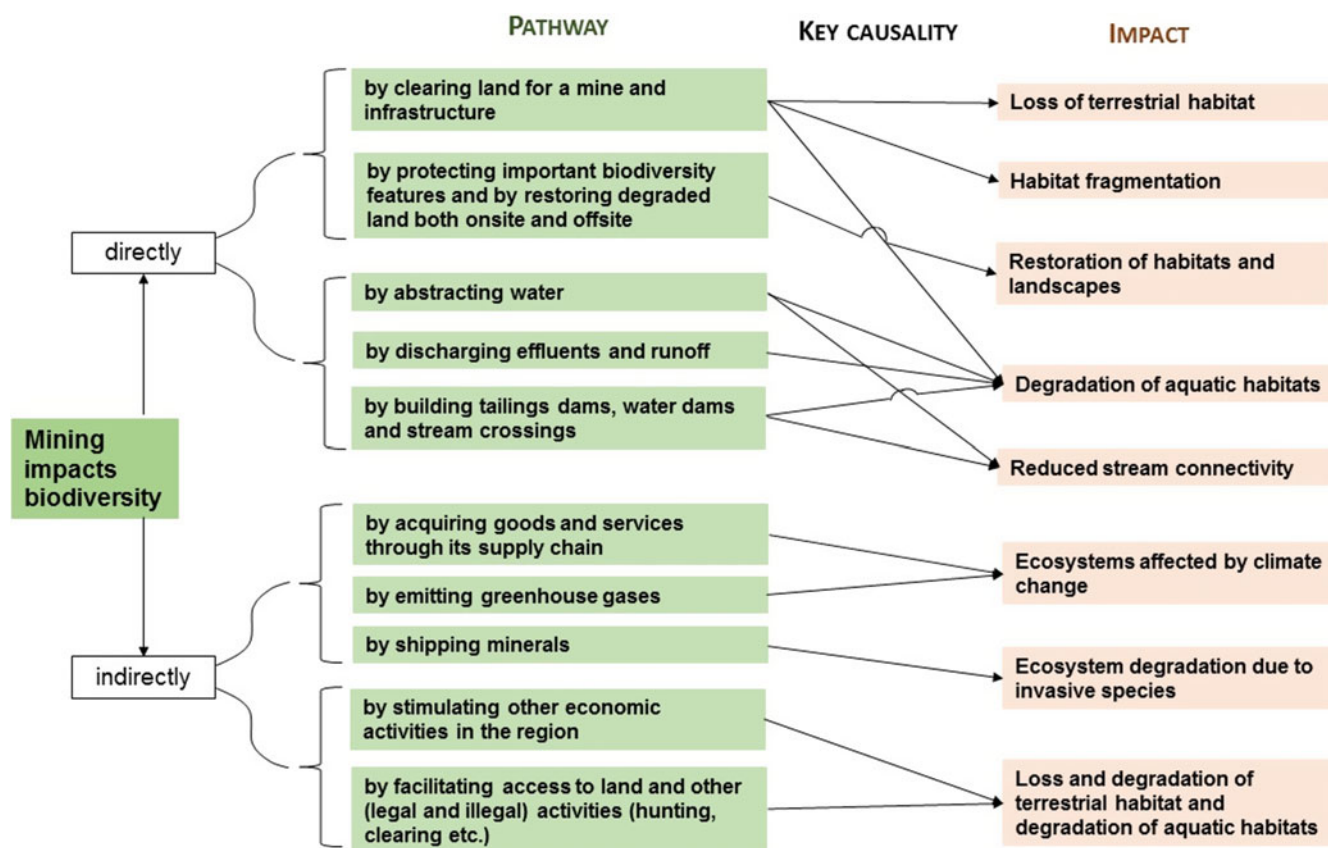 PATHWAY
KEY CAUSALITY
IMPACT
by clearing land for a mine and
infrastructure
Loss of terrestrial habitat
by protecting important biodiversity
features and by restoring degraded
land both onsite and offsite
Habitat fragmentation
directly
Restoration of habitats and
landscapes
by abstracting water
by discharging effluents and runoff
Degradation of aquatic habitats
by building tailings dams, water dams
and stream crossings
Mining
impacts
biodiversity
Reduced stream connectivity
by acquiring goods and services
through its supply chain
Ecosystems affected by climate
change
by emitting greenhouse gases
by shipping minerals
indirectly
Ecosystem degradation due to
invasive species
by stimulating other economic
activities in the region
by facilitating access to land and other
(legal and illegal) activities (hunting,
clearing etc.)
Loss and degradation of
terrestrial habitat and
degradation of aquatic habitats